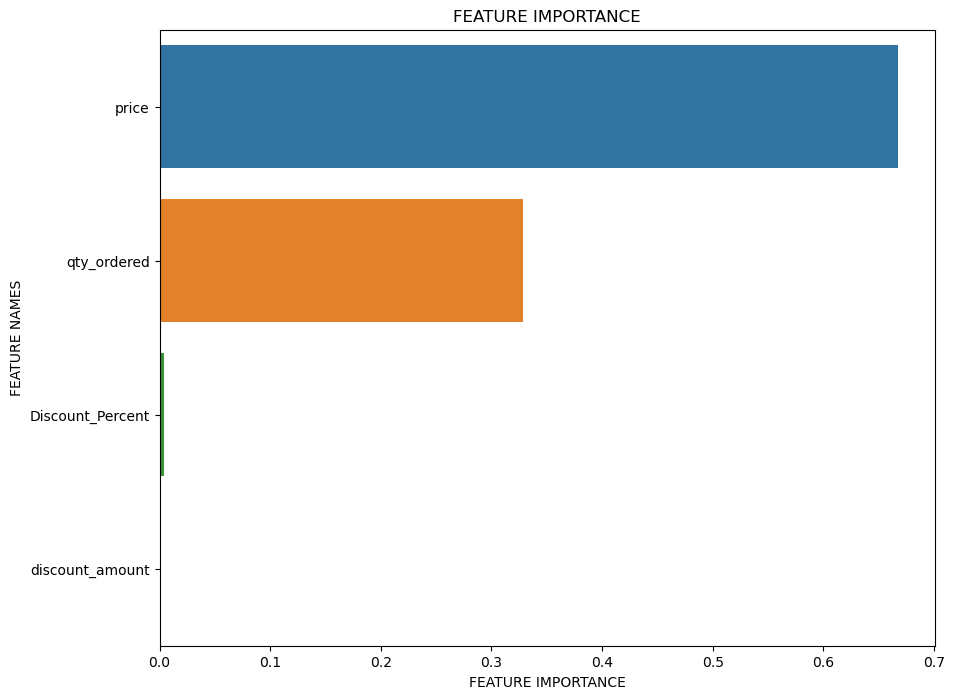 FEATURE IMPORTANCE
FEATURE NAMES
price
qty_ordered
Discount_Percent
discount_amount
0.0 0.1 0.2 0.3 0.4 0.5 0.6 0.7
FEATURE IMPORTANCE